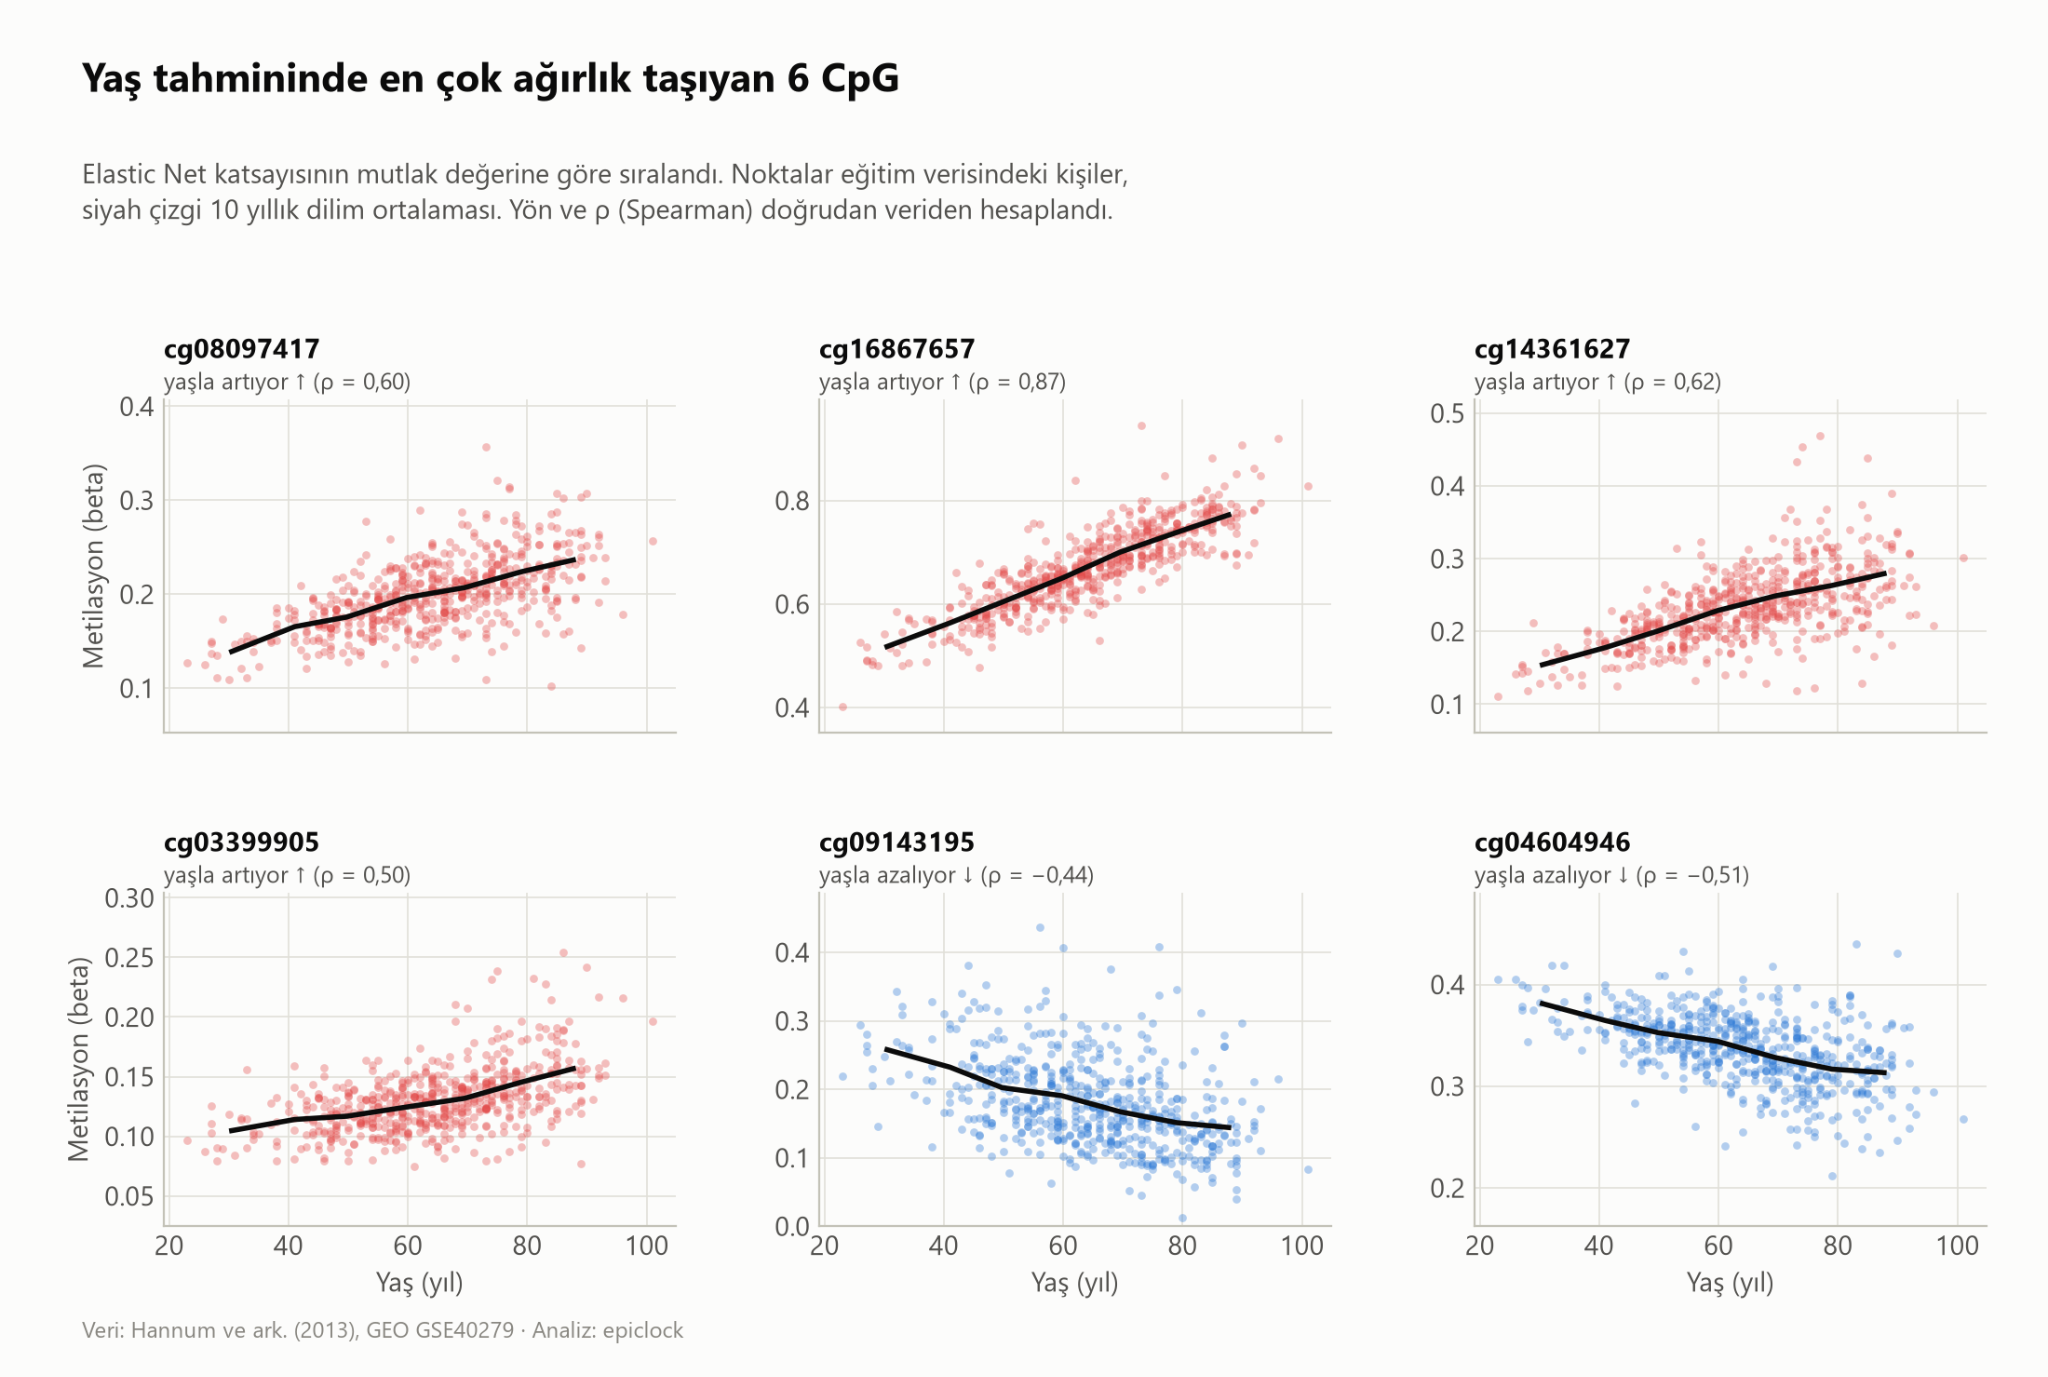 Yaş tahmininde en çok ağırlık taşıyan 6 CpG
Elastic Net katsayısının mutlak değerine göre sıralandı. Noktalar eğitim verisindeki kişiler,
siyah çizgi 10 yıllık dilim ortalaması. Yön ve ρ (Spearman) doğrudan veriden hesaplandı.
cg08097417
yaşla artıyor ↑ (ρ = 0,60)
Metilasyon (beta)
0.4
0.3
0.2
0.1
cg16867657
yaşla artıyor ↑ (ρ = 0,87)
0.8
0.6
0.4
cg14361627
yaşla artıyor ↑ (ρ = 0,62)
0.5
0.4
0.3
0.2
0.1
cg03399905
yaşla artıyor ↑ (ρ = 0,50)
Metilasyon (beta)
0.30
0.25
0.20
0.15
0.10
0.05
20 40 60 80 100
Yaş (yıl)
cg09143195
yaşla azalıyor ↓ (ρ = −0,44)
0.4
0.3
0.2
0.1
0.0
20 40 60 80 100
Yaş (yıl)
cg04604946
yaşla azalıyor ↓ (ρ = −0,51)
0.4
0.3
0.2
20 40 60 80 100
Yaş (yıl)
Veri: Hannum ve ark. (2013), GEO GSE40279 · Analiz: epiclock